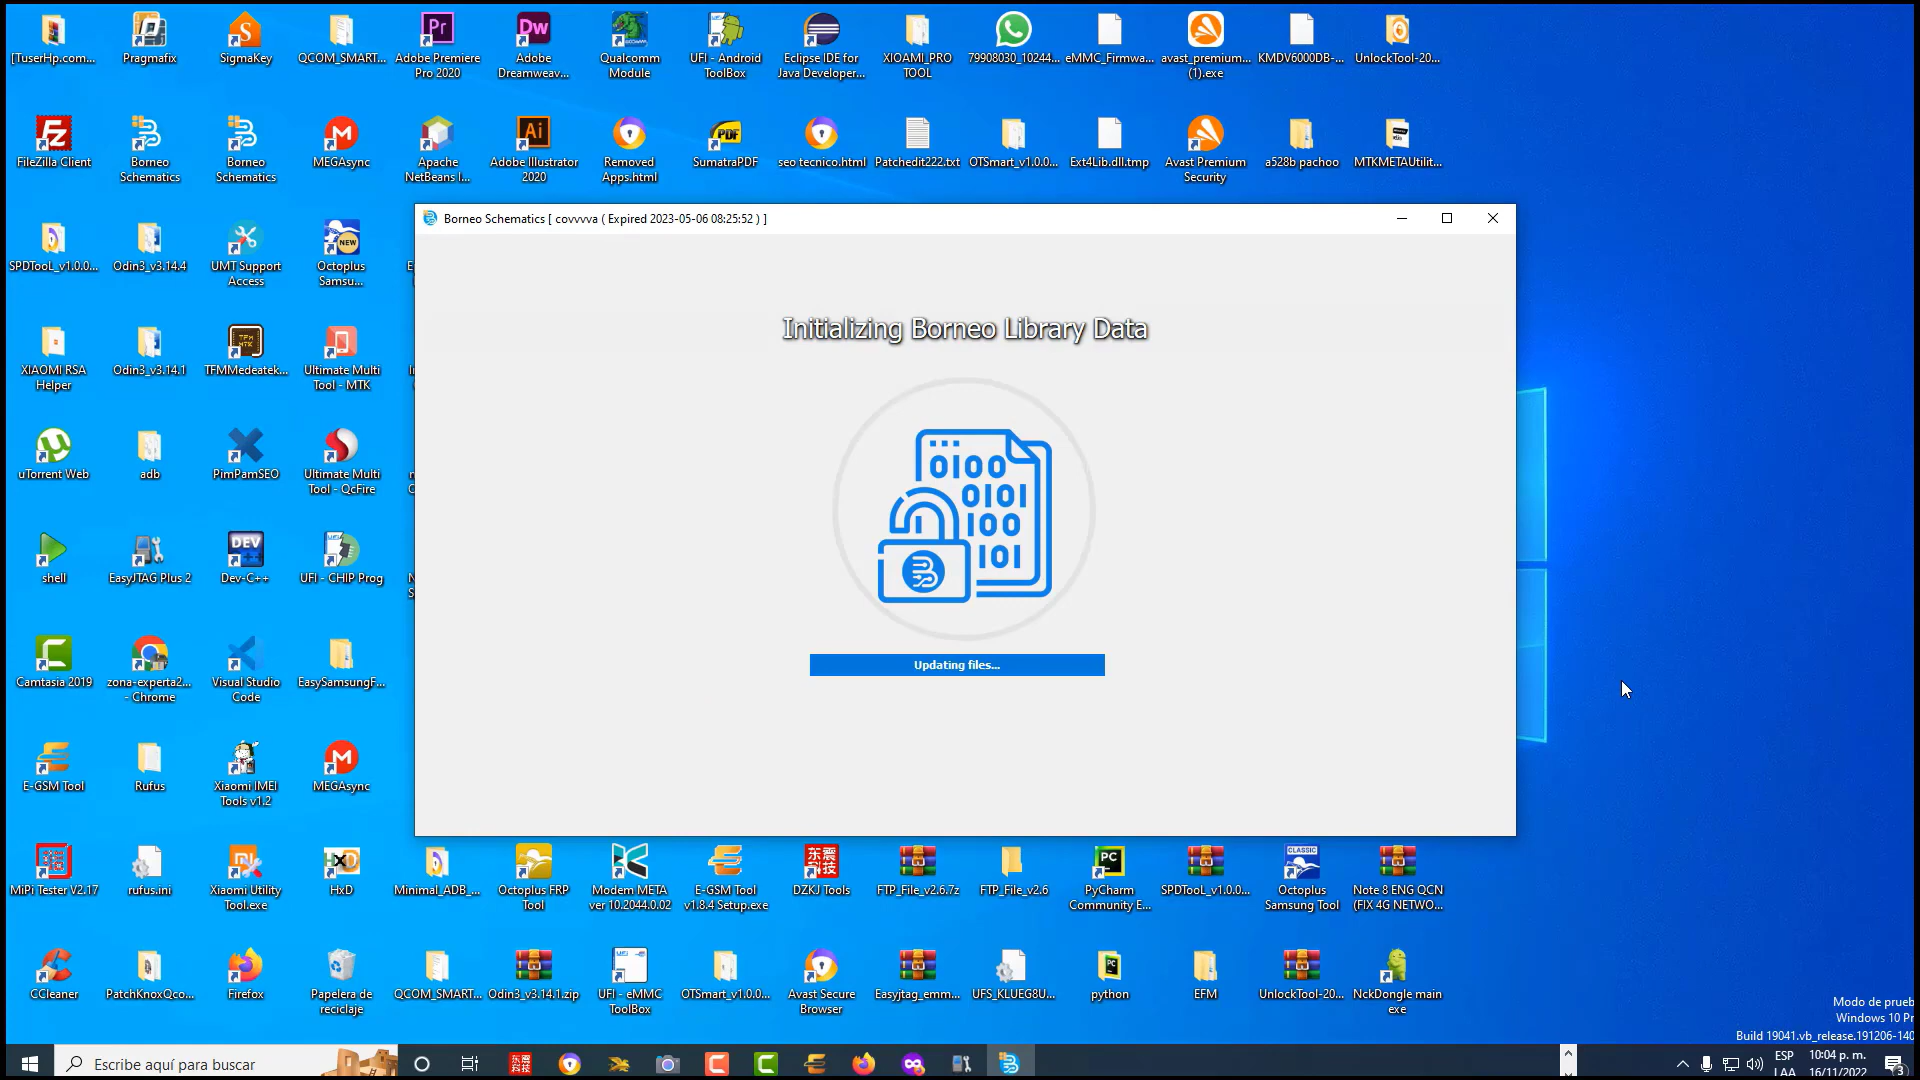 [TuserHp.com...
Pragmafix
SigmaKey
QCOM_SMART...
Adobe Premiere
Pro 2020
Adobe
Dreamweav...
Qualcomm
Module
UFI - Android
ToolBox
Eclipse IDE for
Java Developer...
XIOAMI_PRO
TOOL
79908030_10244...
eMMC_Firmwa...
avast_premium...
(1).exe
KMDV6000DB-...
UnlockTool-20...
FileZilla Client
Borneo
Schematics
Borneo
Schematics
MEGAsync
Apache
NetBeans I...
Adobe Illustrator
2020
Removed
Apps.html
SumatraPDF
seo tecnico.html
Patchedit222.txt
OTSmart_v1.0.0...
Ext4Lib.dll.tmp
Avast Premium
Security
a528b pachoo
MTKMETAUtilit...
Borneo Schematics [ covvvva ( Expired 2023-05-06 08:25:52 ) ]
SPDTooL_v1.0.0...
Odin3_v3.14.4
UMT Support
Access
Octoplus
Samsu...
Initializing Borneo Library Data
XIAOMI RSA
Helper
Odin3_v3.14.1
TFMMedeatek...
Ultimate Multi
Tool - MTK
0100
0101
100
101
uTorrent Web
adb
PimPamSEO
Ultimate Multi
Tool - QcFire
shell
EasyJTAG Plus 2
Dev-C++
UFI - CHIP Prog
Updating files...
Camtasia 2019
zona-experta2...
- Chrome
Visual Studio
Code
EasySamsungF...
E-GSM Tool
Rufus
Xiaomi IMEI
Tools v1.2
MEGAsync
MiPi Tester V2.17
rufus.ini
Xiaomi Utility
Tool.exe
HxD
Minimal_ADB_...
Octoplus FRP
Tool
Modem META
ver 10.2044.0.02
E-GSM Tool
v1.8.4 Setup.exe
DZKJ Tools
FTP_File_v2.6.7z
FTP_File_v2.6
PyCharm
Community E...
SPDTooL_v1.0.0...
Octoplus
Samsung Tool
Note 8 ENG QCN
(FIX 4G NETWO...
CCleaner
PatchKnoxQco...
Firefox
Papelera de
reciclaje
QCOM_SMART...
Odin3_v3.14.1.zip
UFI - eMMC
ToolBox
OTSmart_v1.0.0...
Avast Secure
Browser
Easyjtag_emm...
UFS_KLUEG8U...
python
EFM
UnlockTool-20...
NckDongle main
exe
Modo de prueb
Windows 10 Pr
Build 19041.vb_release.191206-140
Escribe aquí para buscar
ESP
LAA
10:04 p. m.
16/11/2022
3